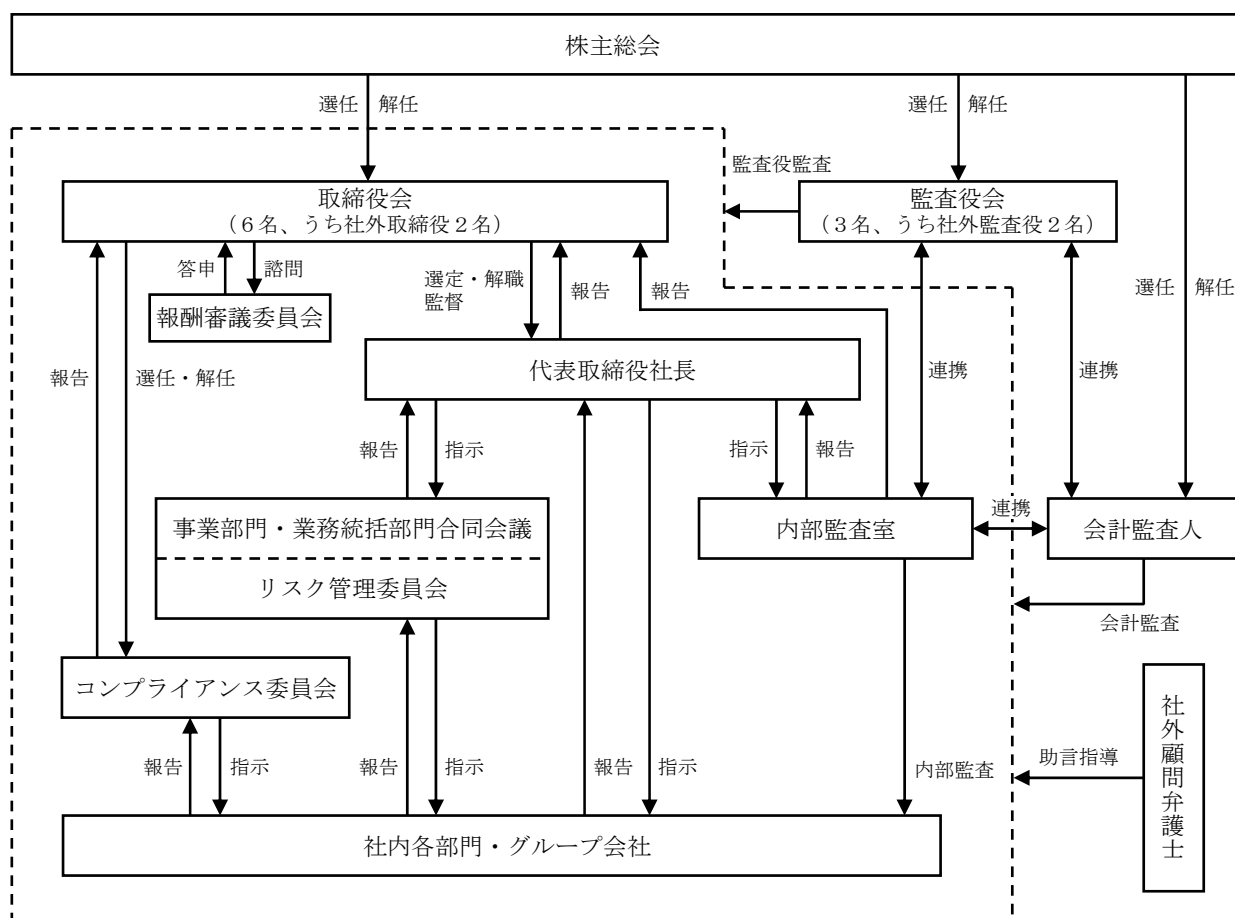 株主総会
選任 解任
選任 解任
選任 解任
監査役監査
取締役会
（６名、うち社外取締役２名）
監査役会
（３名、うち社外監査役２名）
答申
諮問
報酬審議委員会
選定・解職
監督
報告
報告
代表取締役社長
報告
選任・解任
連携
連携
報告
指示
指示
報告
事業部門・業務統括部門合同会議
リスク管理委員会
内部監査室
連携
会計監査人
会計監査
コンプライアンス委員会
報告
指示
報告
指示
報告
指示
内部監査
助言指導
社外顧問弁護士
社内各部門・グループ会社